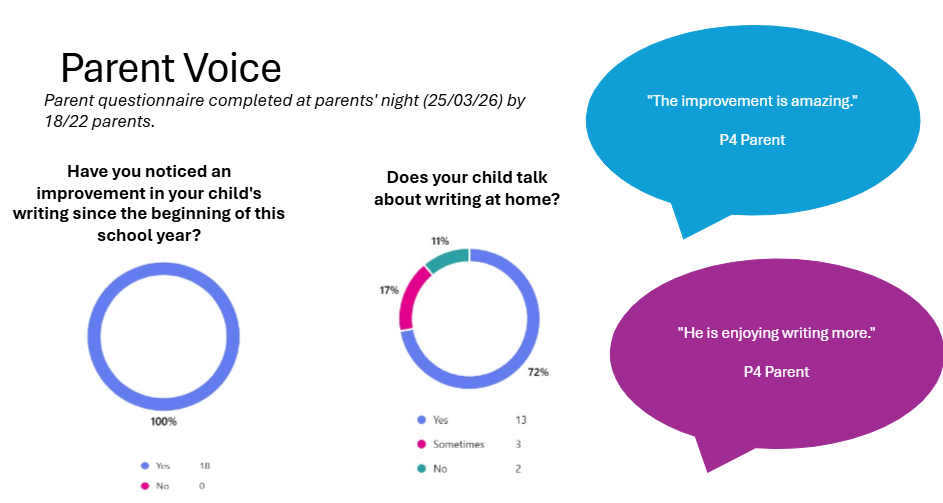 Parent Voice
Parent questionnaire completed at parents' night (25/03/26) by
18/22 parents.
Have you noticed an
improvement in your child's
writing since the beginning of this
school year?
100%
Yes 18
No 0
Does your child talk
about writing at home?
11%
17%
72%
Yes 13
Sometimes 3
No 2
"The improvement is amazing."
P4 Parent
"He is enjoying writing more."
P4 Parent